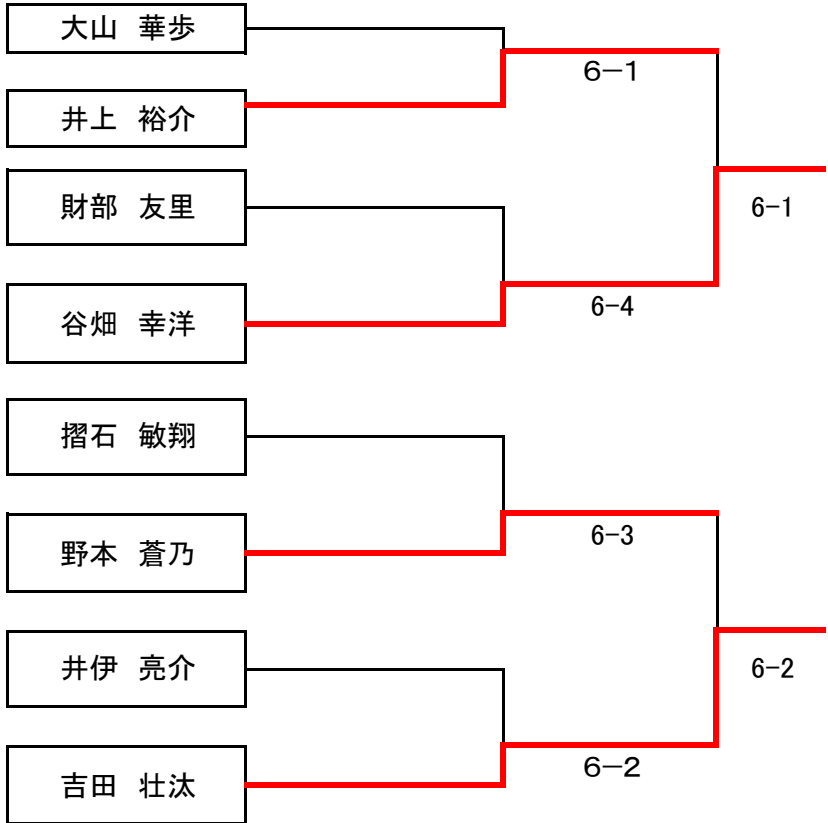 大山 華歩
6-1
井上 裕介
財部 友里
6-1
谷畑 幸洋
6-4
摺石 敏翔
野本 蒼乃
6-3
井伊 亮介
6-2
吉田 壮汰
6-2